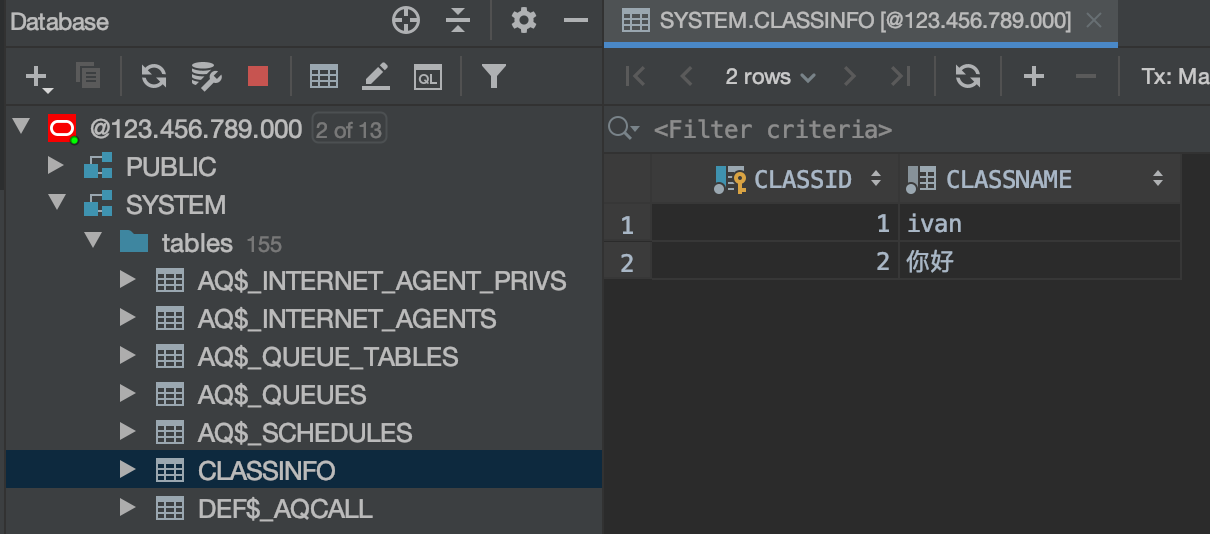 Database
SYSTEM.CLASSINFO [@123.456.789.000]
QL
2 rows
Tx: Ma
@123.456.789.000 2 of 13
<Filter criteria>
PUBLIC
SYSTEM
tables 155
AQ$_INTERNET_AGENT_PRIVS
AQ$_INTERNET_AGENTS
AQ$_QUEUE_TABLES
AQ$_QUEUES
AQ$_SCHEDULES
CLASSINFO
DEF$_AQCALL
CLASSID CLASSNAME
1 1 ivan
2 2 你好